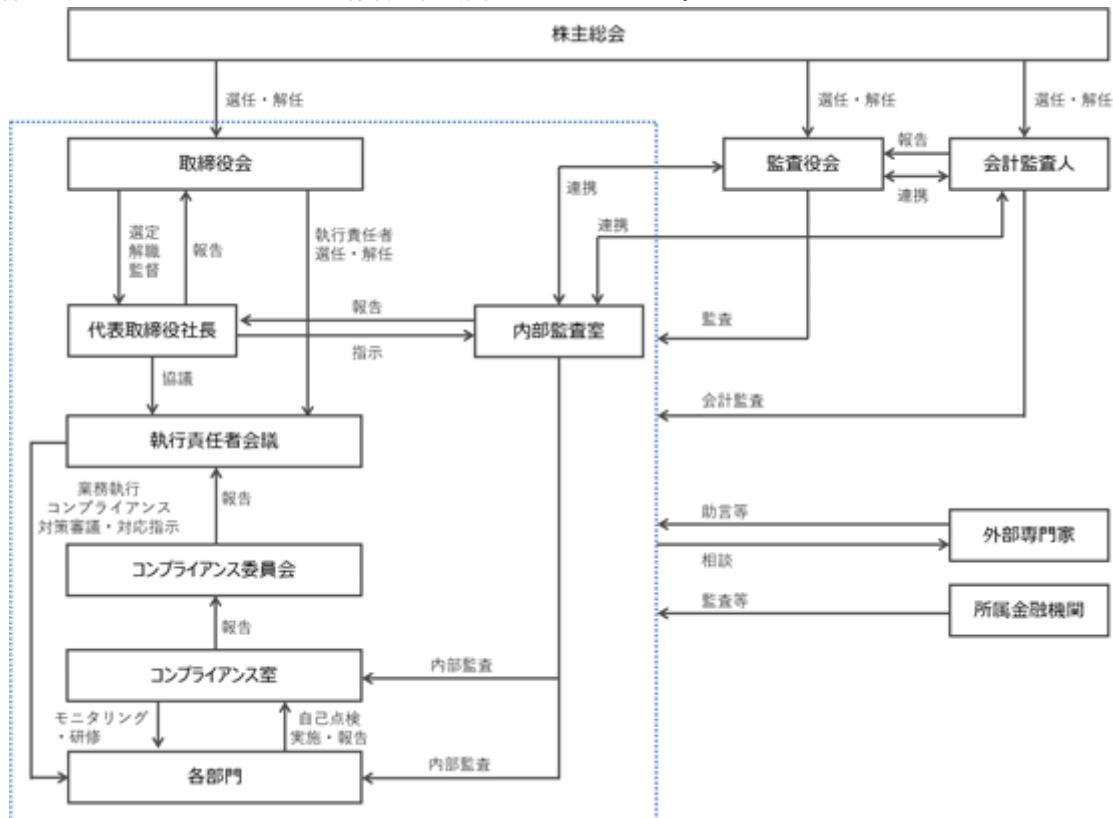 株主総会
選任・解任
選任・解任
選任・解任
取締役会
監査役会
報告
会計監査人
連携
連携
連携
選定
解職
監督
報告
執行責任者
選任・解任
代表取締役社長
報告
指示
内部監査室
監査
協議
会計監査
執行責任者会議
業務執行
コンプライアンス
対策審議・対応指示
報告
助言等
外部専門家
相談
コンプライアンス委員会
監査等
所属金融機関
報告
コンプライアンス室
内部監査
モニタリング
・研修
自己点検
実施・報告
各部門
内部監査